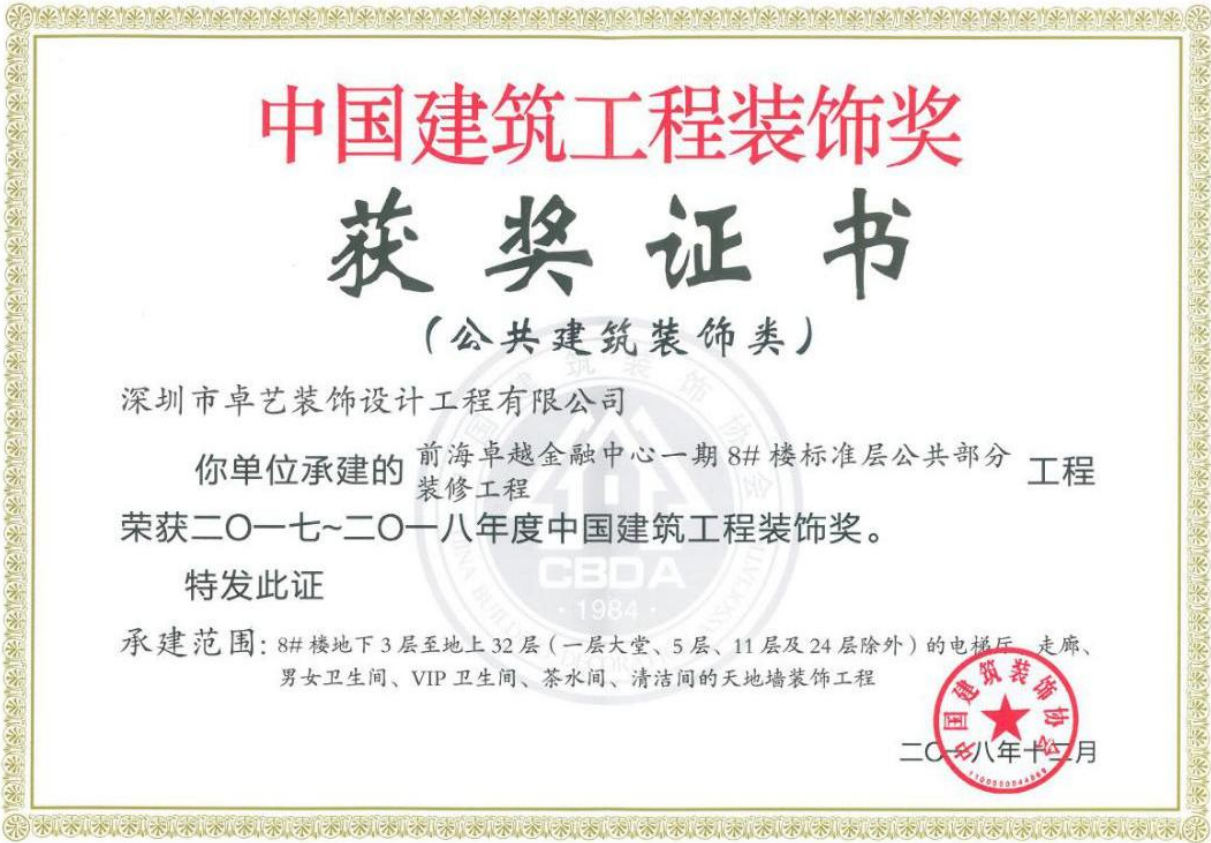 中国建筑工程装饰奖
获奖证书
(公共建筑装饰类)
深圳市卓艺装饰设计工程有限公司
你单位承建的 前海卓越金融中心一期8#楼标准层公共部分装修工程 工程
荣获二〇一七~二〇一八年度中国建筑工程装饰奖。
特发此证
承建范围: 8#楼地下3层至地上32层(一层大堂、5层、11层及24层除外)的电梯厅、走廊、
男女卫生间、VIP卫生间、茶水间、清洁间的天地墙装饰工程
中国建筑装饰协会
二〇一八年十二月
CBDA
·1984·